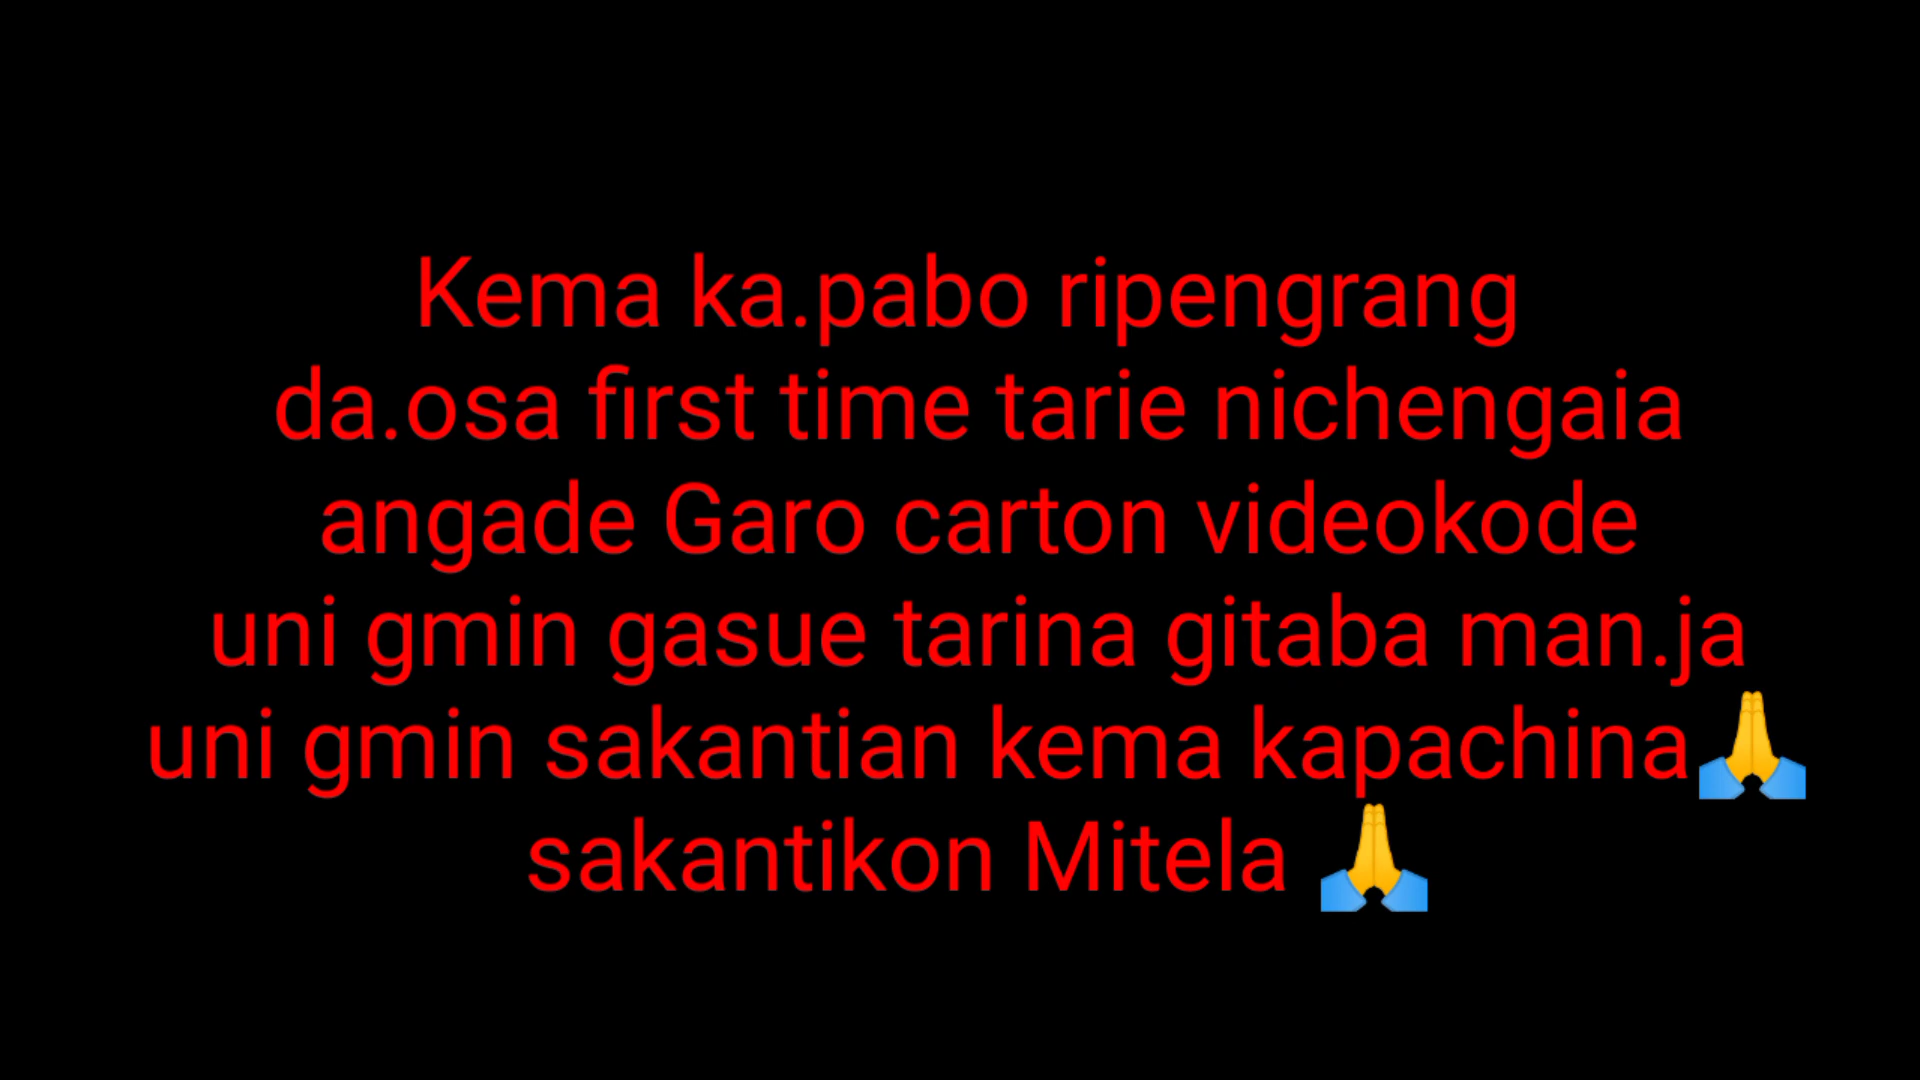 Kema ka.pabo ripengrang
da.osa first time tarie nichengaia
angade Garo carton videokode
uni gmin gasue tarina gitaba man.ja
uni gmin sakantian kema kapachina🙏
sakantikon Mitela 🙏